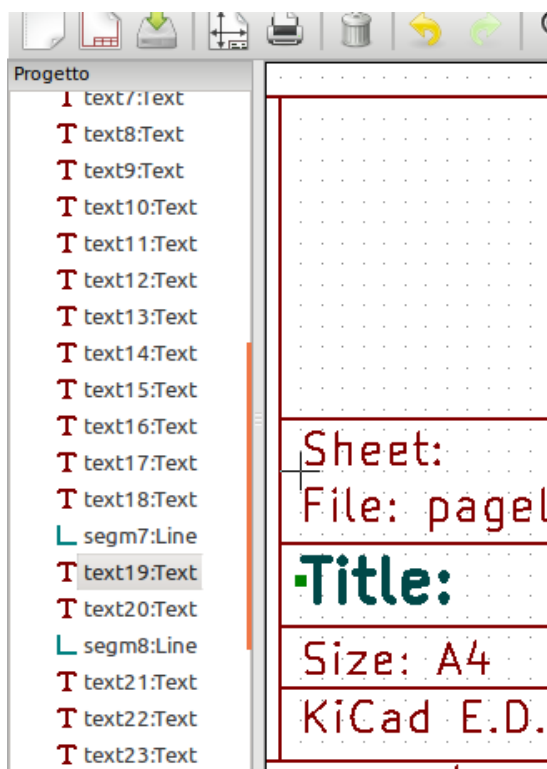 Progetto
text7:Text
text8:Text
text9:Text
text10:Text
text11:Text
text12:Text
text13:Text
text14:Text
text15:Text
text16:Text
text17:Text
text18:Text
segm7:Line
text19:Text
text20:Text
segm8:Line
text21:Text
text22:Text
text23:Text
Sheet:
File: pagel
Title:
Size: A4
KiCad E.D.